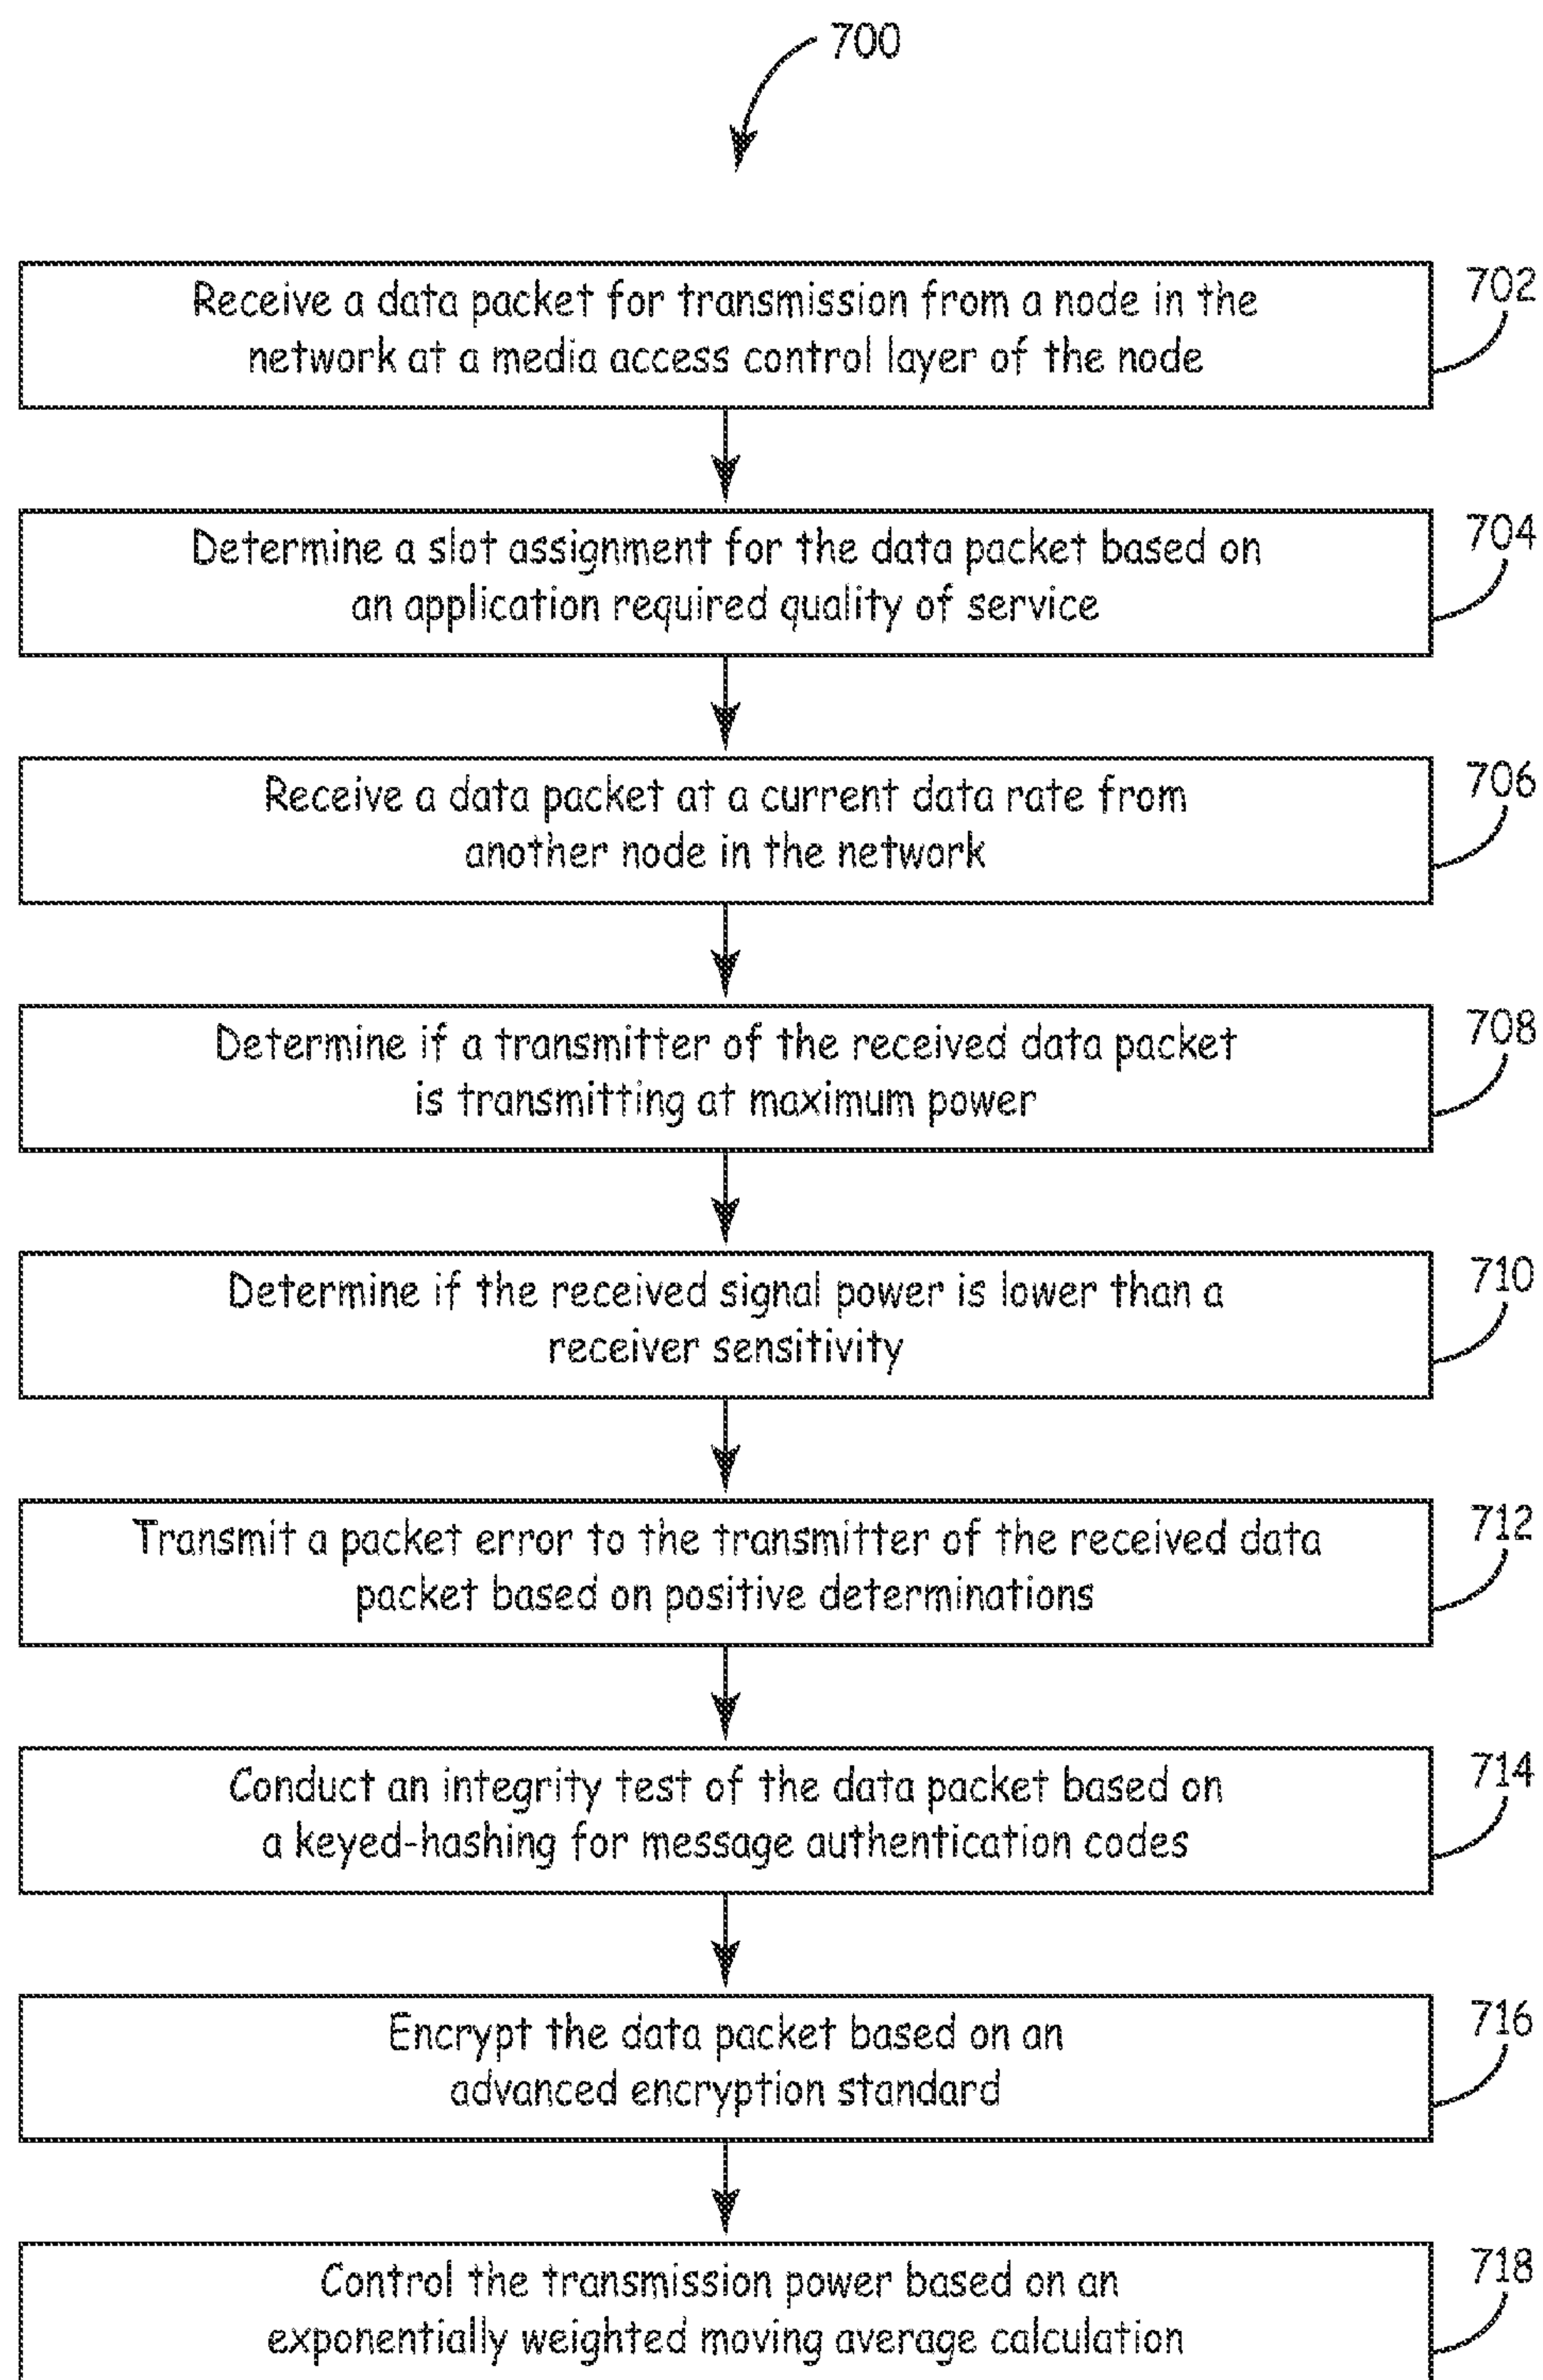 700
Receive a data packet for transmission from a node in the
network at a media access control layer of the node
702
Determine a slot assignment for the data packet based on
an application required quality of service
704
Receive a data packet at a current data rate from
another node in the network
706
Determine if a transmitter of the received data packet
is transmitting at maximum power
708
Determine if the received signal power is lower than a
receiver sensitivity
710
Transmit a packet error to the transmitter of the received data
packet based on positive determinations
712
Conduct an integrity test of the data packet based on
a keyed-hashing for message authentication codes
714
Encrypt the data packet based on an
advanced encryption standard
716
Control the transmission power based on an
exponentially weighted moving average calculation
718